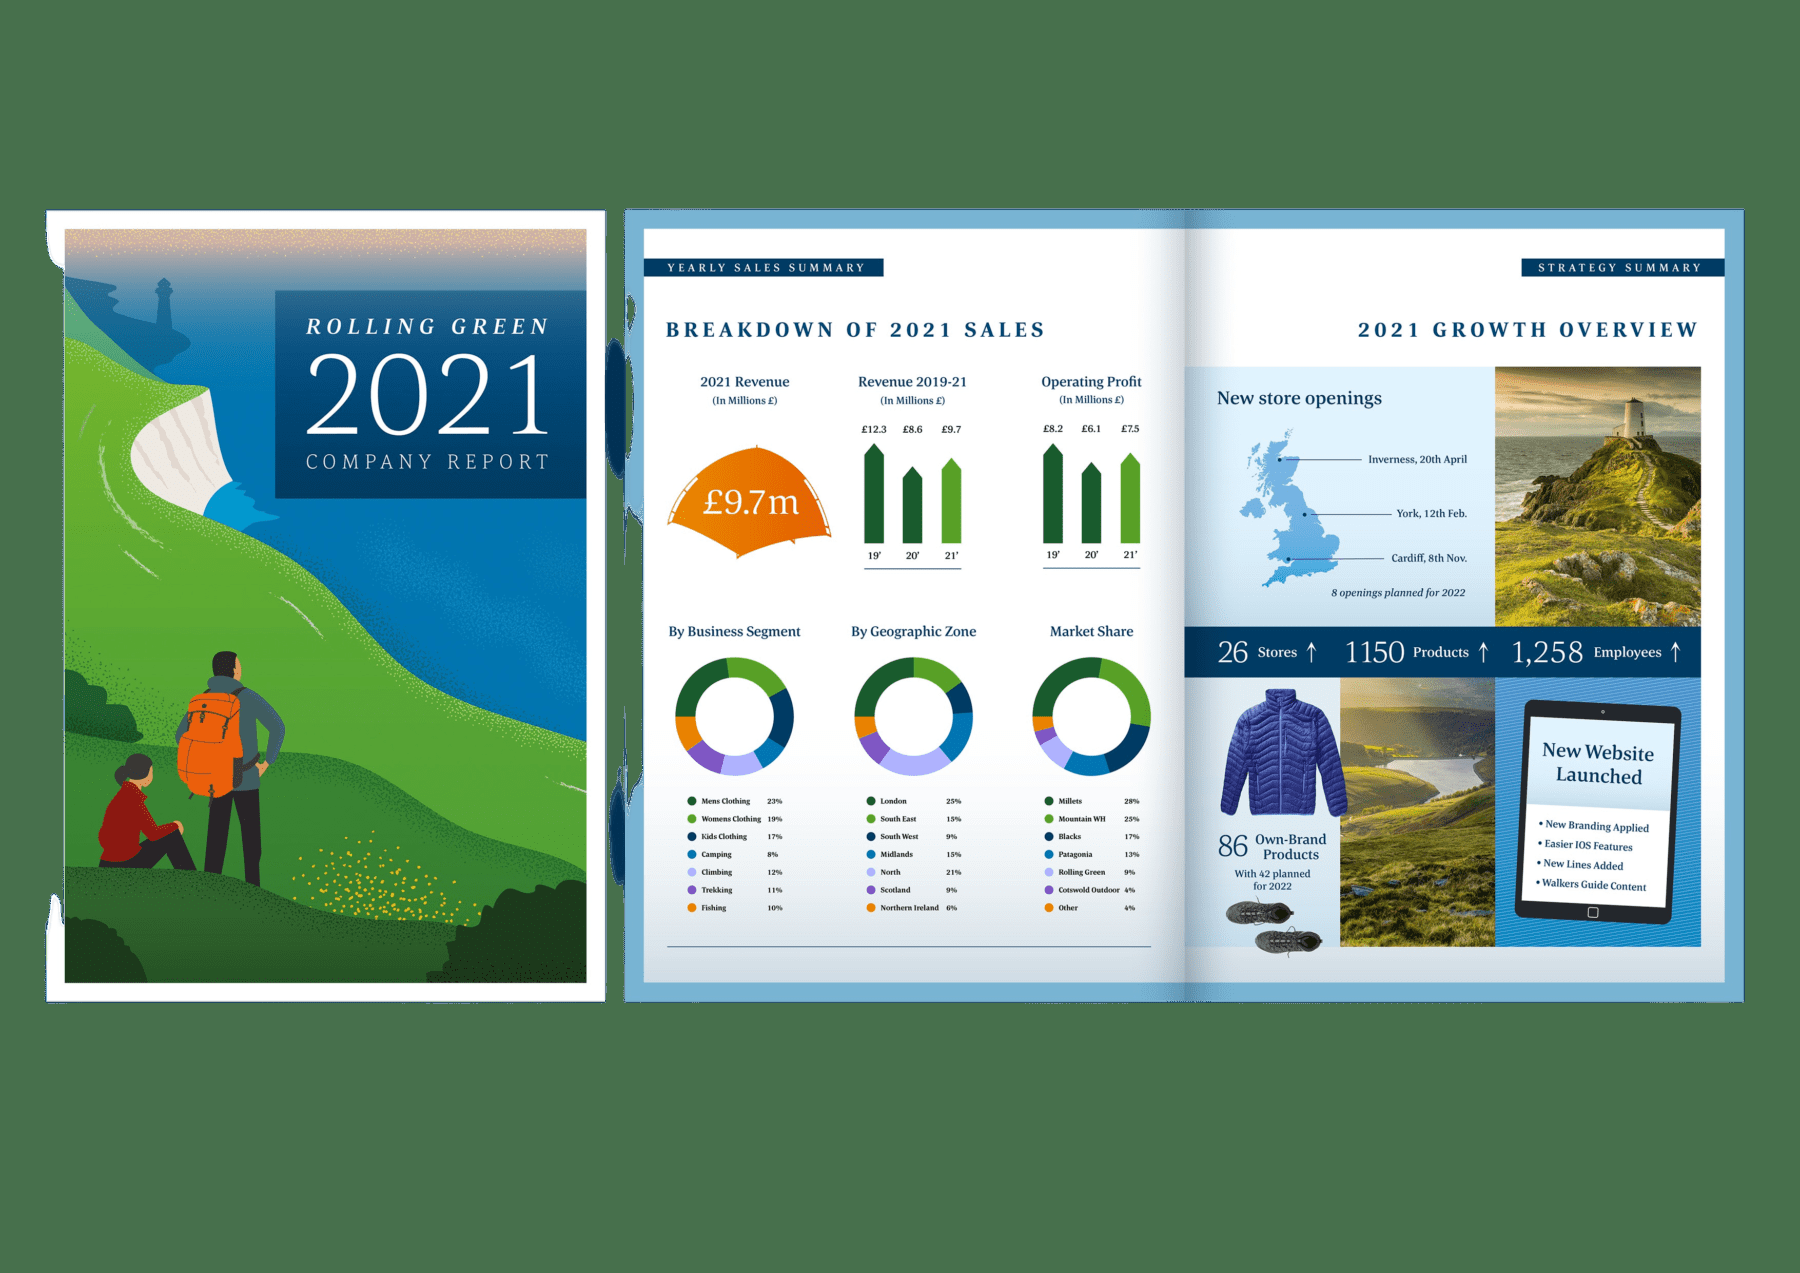 ROLLING GREEN
2021
COMPANY REPORT
YEARLY SALES SUMMARY
BREAKDOWN OF 2021 SALES
2021 Revenue
(In Millions £)
£9.7m
Revenue 2019-21
(In Millions £)
£12.3 £8.6 £9.7
19' 20' 21'
Operating Profit
(In Millions £)
£8.2 £6.1 £7.5
19' 20' 21'
By Business Segment
Mens Clothing 23%
Womens Clothing 19%
Kids Clothing 17%
Camping 8%
Climbing 12%
Trekking 11%
Fishing 10%
By Geographic Zone
London 25%
South East 15%
South West 9%
Midlands 15%
North 21%
Scotland 9%
Northern Ireland 6%
Market Share
Millets 28%
Mountain WH 25%
Blacks 17%
Patagonia 13%
Rolling Green 9%
Cotswold Outdoor 4%
Other 4%
STRATEGY SUMMARY
2021 GROWTH OVERVIEW
New store openings
Inverness, 20th April
York, 12th Feb.
Cardiff, 8th Nov.
8 openings planned for 2022
26 Stores ↑ 1150 Products ↑ 1,258 Employees ↑
86 Own-Brand
Products
With 42 planned
for 2022
New Website
Launched
• New Branding Applied
• Easier IOS Features
• New Lines Added
• Walkers Guide Content